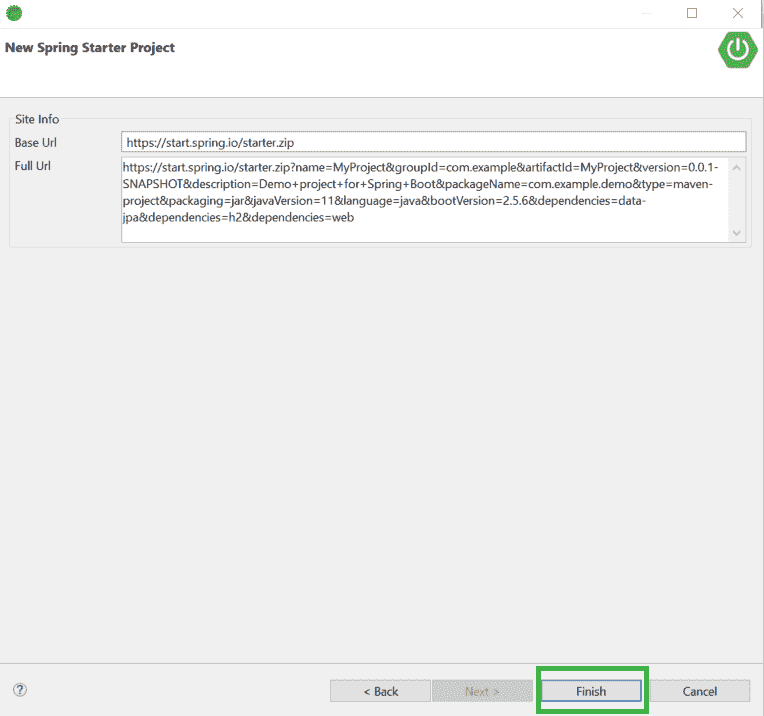 New Spring Starter Project
Site Info
Base Url
https://start.spring.io/starter.zip
Full Url
https://start.spring.io/starter.zip?name=MyProject&groupId=com.example&artifactId=MyProject&version=0.0.1-
SNAPSHOT&description=Demo+project+for+Spring+Boot&packageName=com.example.demo&type=maven-
project&packaging=jar&javaVersion=11&language=java&bootVersion=2.5.6&dependencies=data-
jpa&dependencies=h2&dependencies=web
?
< Back
Next >
Finish
Cancel